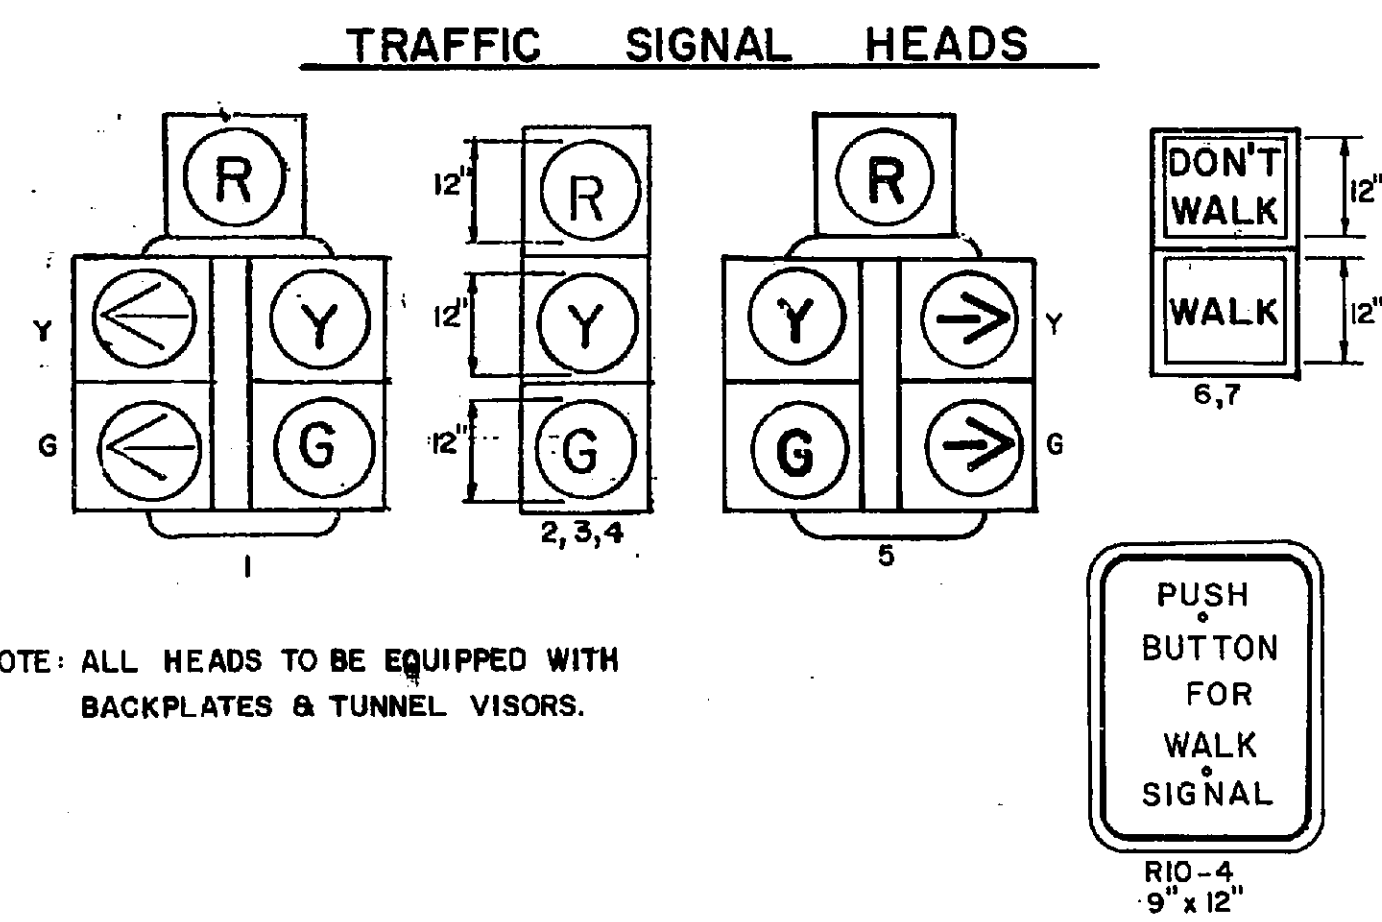 TRAFFIC SIGNAL HEADS
R
Y
Y
G
G
1
12"
R
12"
Y
12"
G
2,3,4
R
Y
Y
G
G
5
DON'T
WALK
12"
WALK
12"
6,7
OTE: ALL HEADS TO BE EQUIPPED WITH
BACKPLATES & TUNNEL VISORS.
PUSH
BUTTON
FOR
WALK
SIGNAL
R10-4
9" x 12"